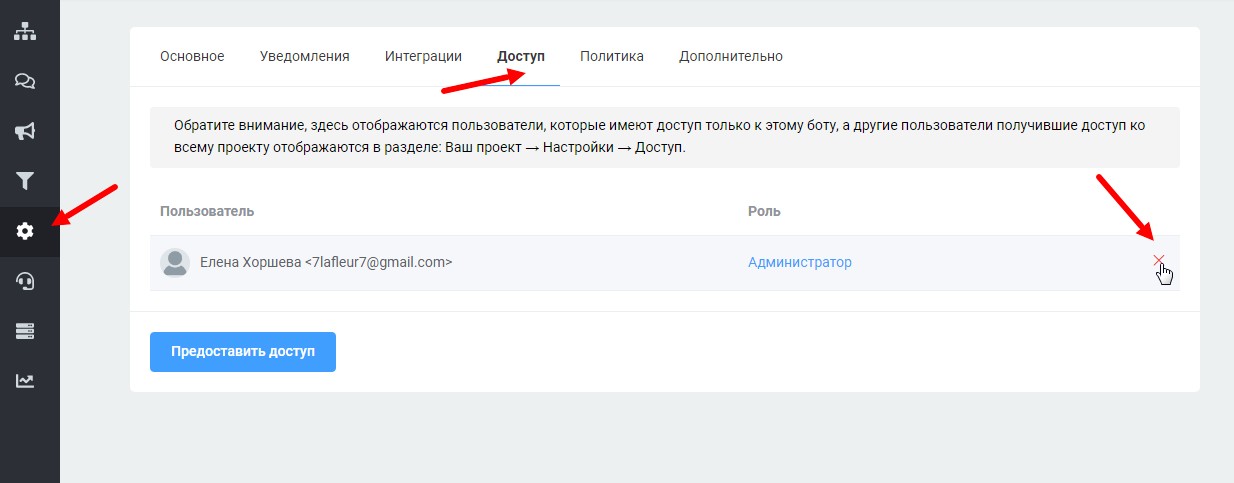 Основное Уведомления Интеграции Доступ Политика Дополнительно
Обратите внимание, здесь отображаются пользователи, которые имеют доступ только к этому боту, а другие пользователи получившие доступ ко
всему проекту отображаются в разделе: Ваш проект → Настройки → Доступ.
Пользователь Роль
Елена Хоршева <7lafleur7@gmail.com> Администратор
Предоставить доступ